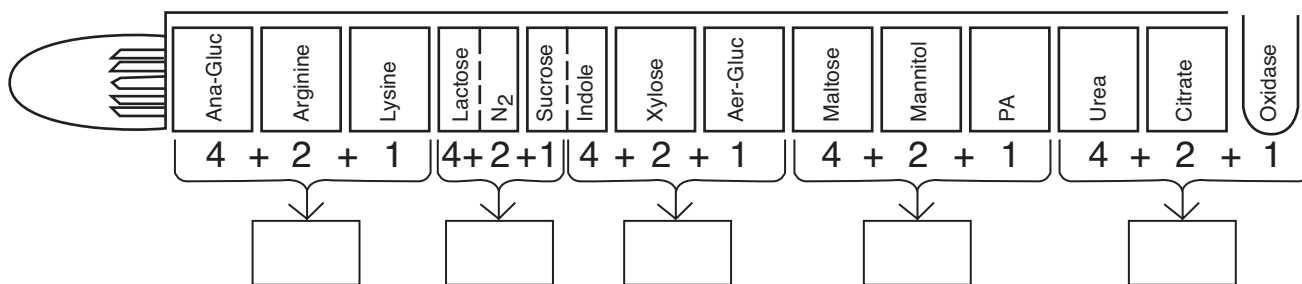 Ana-Gluc Arginine Lysine Lactose N2 Sucrose Indole Xylose Aer-Gluc Maltose Mannitol PA Urea Citrate Oxidase
4 + 2 + 1 4+2+1 4 + 2 + 1 4 + 2 + 1 4 + 2 + 1